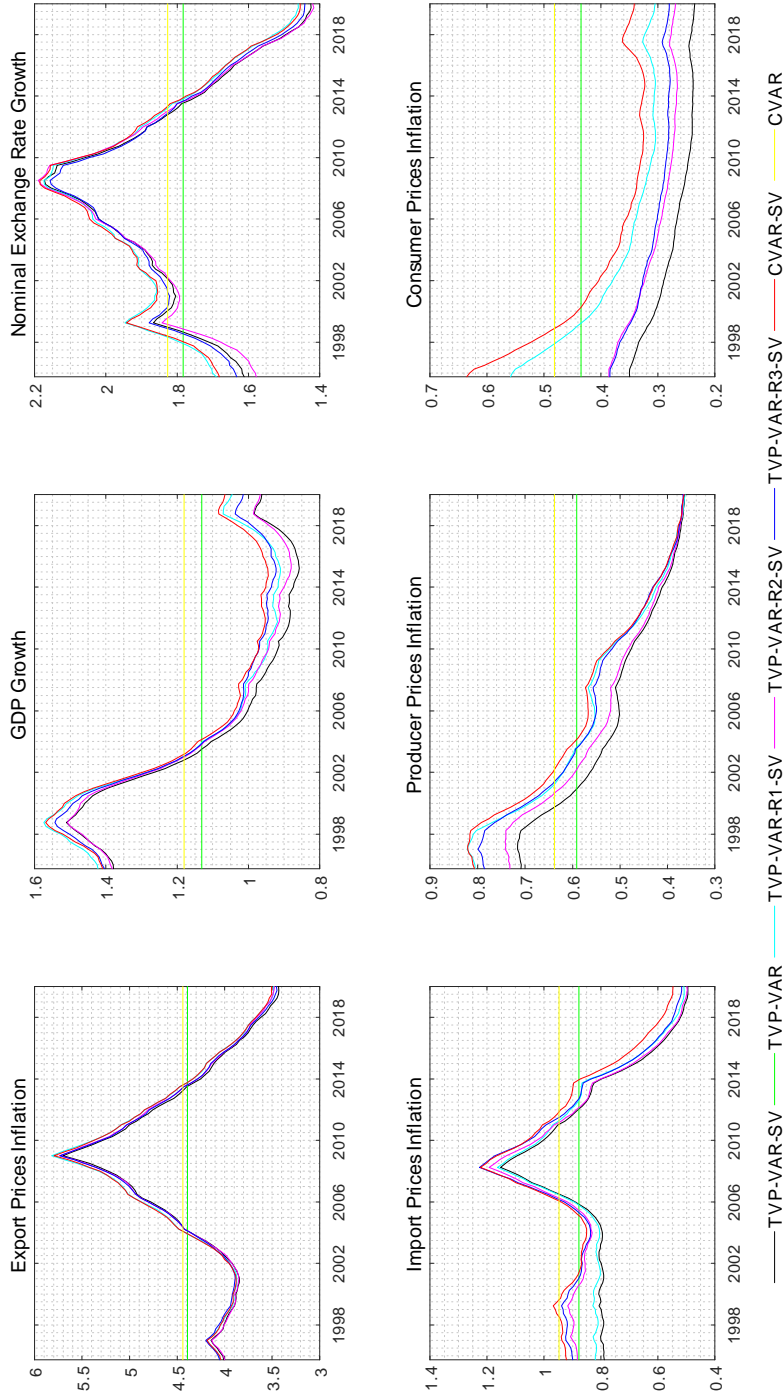 Export Prices Inflation
6
5.5
5
4.5
4
3.5
3
1998 2002 2006 2010 2014 2018
GDP Growth
1.6
1.4
1.2
1
0.8
1998 2002 2006 2010 2014 2018
Nominal Exchange Rate Growth
2.2
2
1.8
1.6
1.4
1998 2002 2006 2010 2014 2018
Import Prices Inflation
1.4
1.2
1
0.8
0.6
0.4
1998 2002 2006 2010 2014 2018
Producer Prices Inflation
0.9
0.8
0.7
0.6
0.5
0.4
0.3
1998 2002 2006 2010 2014 2018
Consumer Prices Inflation
0.7
0.6
0.5
0.4
0.3
0.2
1998 2002 2006 2010 2014 2018
TVP-VAR-SV TVP-VAR TVP-VAR-R1-SV TVP-VAR-R2-SV TVP-VAR-R3-SV CVAR-SV CVAR